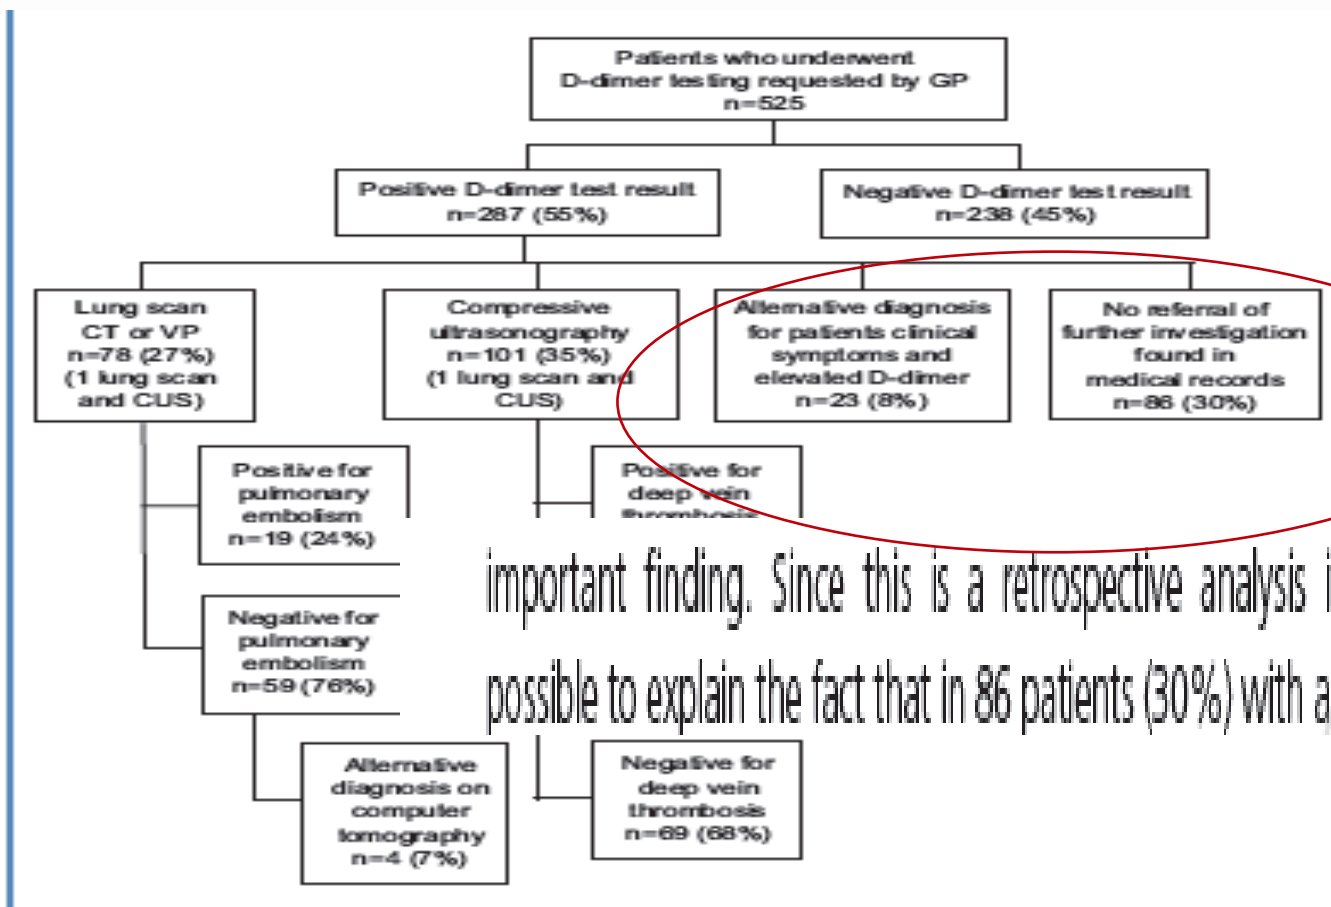 Patients who underwent
D-dimer testing requested by GP
n=525
Positive D-dimer test result
n=287 (55%)
Negative D-dimer test result
n=238 (45%)
Lung scan
CT or VP
n=78 (27%)
(1 lung scan
and CUS)
Compressive
ultrasonography
n=101 (35%)
(1 lung scan and
CUS)
Alternative diagnosis
for patients clinical
symptoms and
elevated D-dimer
n=23 (8%)
No referral of
further investigation
found in
medical records
n=86 (30%)
Positive for
pulmonary
embolism
n=19 (24%)
Positive for
deep vein
thrombosis
Negative for
pulmonary
embolism
n=59 (76%)
important finding. Since this is a retrospective analysis
possible to explain the fact that in 86 patients (30%) with
Alternative
diagnosis on
computer
tomography
n=4 (7%)
Negative for
deep vein
thrombosis
n=69 (68%)